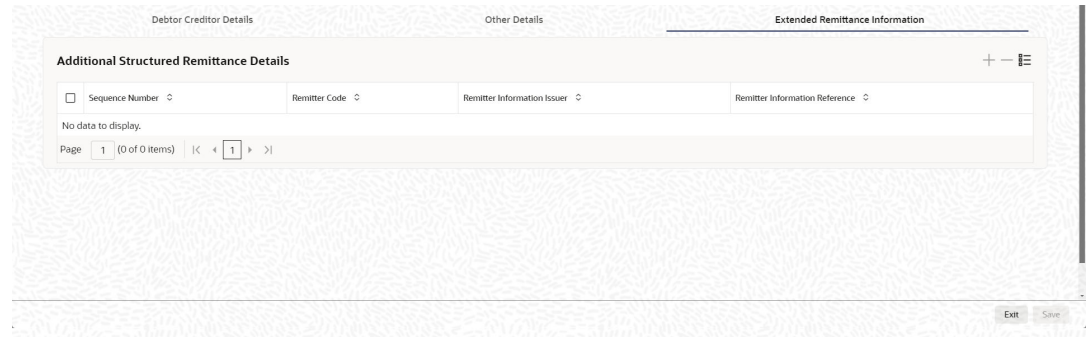 Debtor Creditor Details Other Details Extended Remittance Information
Additional Structured Remittance Details
Sequence Number Remitter Code Remitter Information Issuer Remitter Information Reference
No data to display.
Page 1 (0 of 0 items) 1
Exit Save